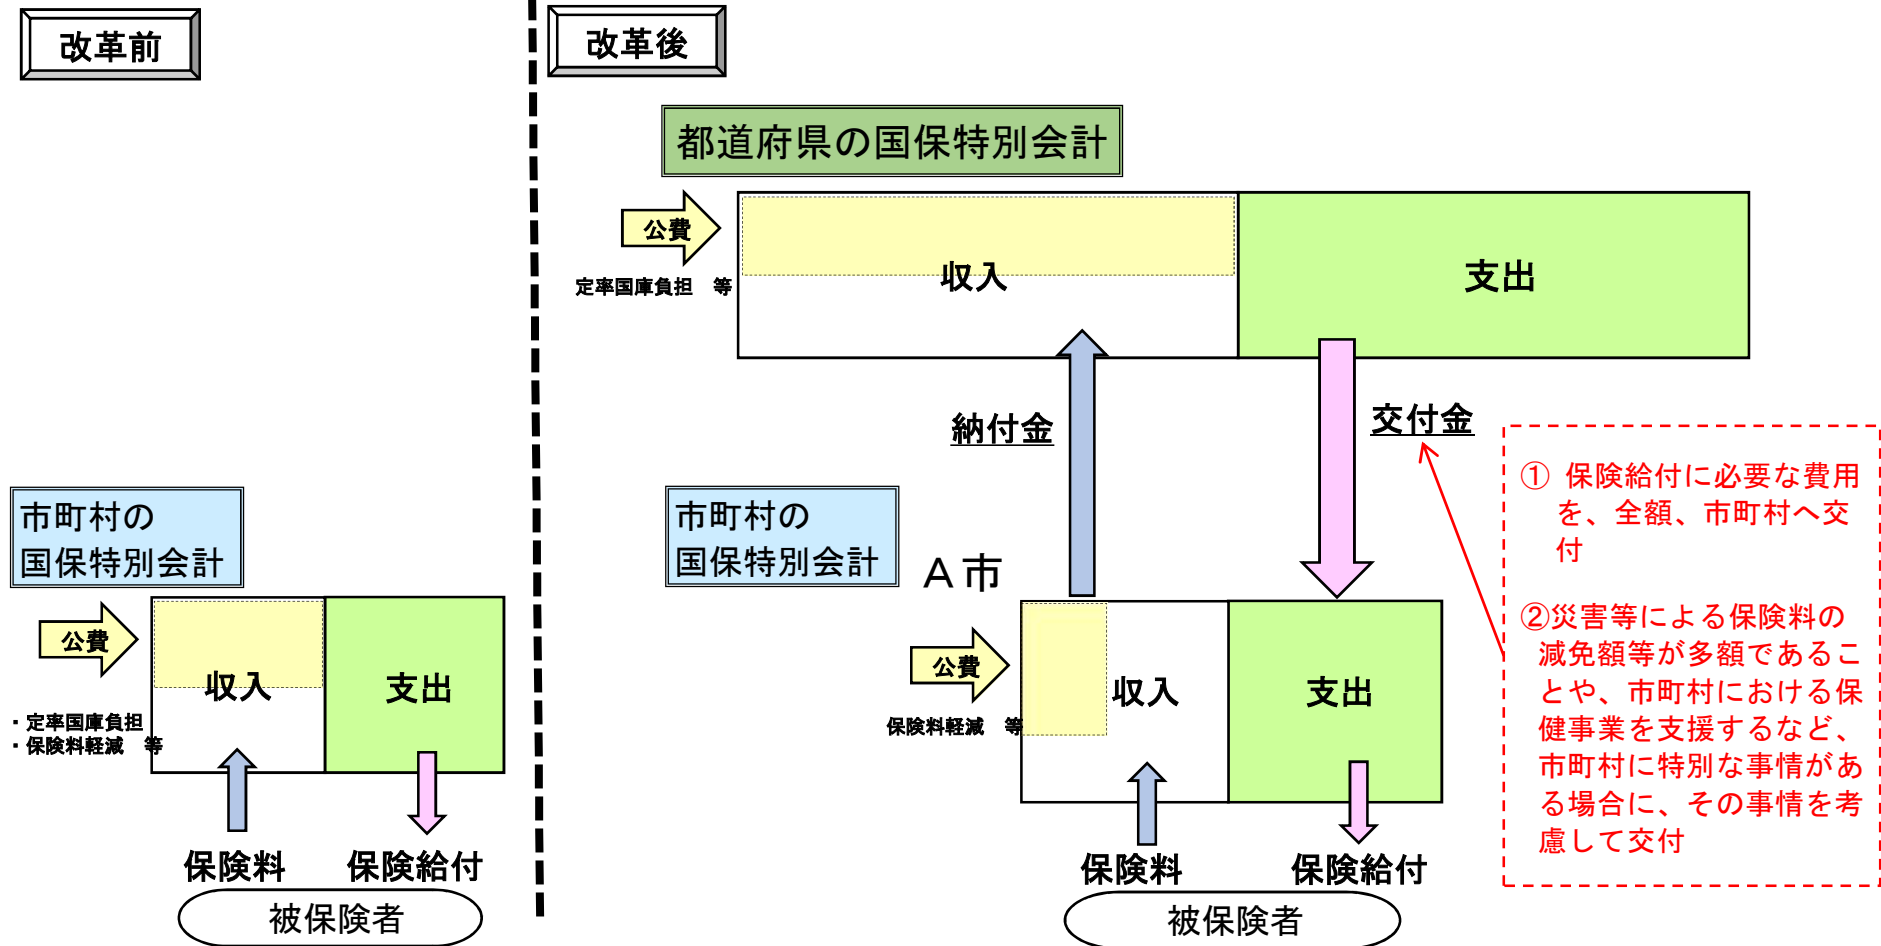 改革前
市町村の
国保特別会計
公費
収入
支出
・定率国庫負担
・保険料軽減　等
保険料
保険給付
被保険者
改革後
都道府県の国保特別会計
公費
定率国庫負担　等
収入
支出
納付金
交付金
市町村の
国保特別会計
Ａ市
公費
保険料軽減　等
収入
支出
保険料
保険給付
被保険者
① 保険給付に必要な費用
を、全額、市町村へ交
付
②災害等による保険料の
減免額等が多額であるこ
とや、市町村における保
健事業を支援するなど、
市町村に特別な事情があ
る場合に、その事情を考
慮して交付